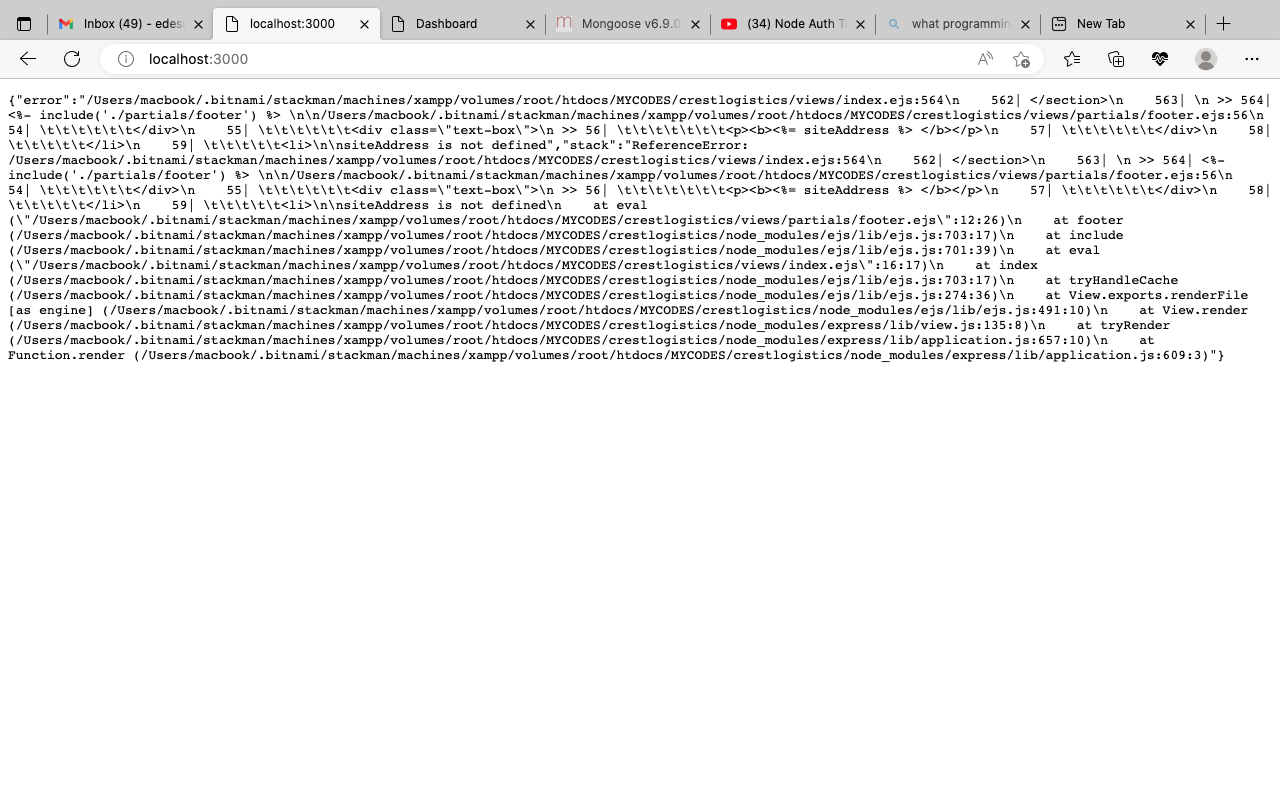 Inbox (49) - edes
localhost:3000
Dashboard
Mongoose v6.9.0
(34) Node Auth T
what programmin
New Tab
localhost:3000
{"error":"/Users/macbook/.bitnami/stackman/machines/xampp/volumes/root/htdocs/MYCODES/crestlogistics/views/index.ejs:564\n    562| </section>\n    563| \n >> 564|
<%- include('./partials/footer') %> \n\n/Users/macbook/.bitnami/stackman/machines/xampp/volumes/root/htdocs/MYCODES/crestlogistics/views/partials/footer.ejs:56\n
54| \t\t\t\t\t\t</div>\n    55| \t\t\t\t\t\t<div class=\"text-box\">\n >> 56| \t\t\t\t\t\t\t<p><b><%= siteAddress %> </b></p>\n    57| \t\t\t\t\t\t</div>\n    58|
\t\t\t\t\t</li>\n    59| \t\t\t\t\t<li>\n\nsiteAddress is not defined","stack":"ReferenceError:
/Users/macbook/.bitnami/stackman/machines/xampp/volumes/root/htdocs/MYCODES/crestlogistics/views/index.ejs:564\n    562| </section>\n    563| \n >> 564| <%-
include('./partials/footer') %> \n\n/Users/macbook/.bitnami/stackman/machines/xampp/volumes/root/htdocs/MYCODES/crestlogistics/views/partials/footer.ejs:56\n
54| \t\t\t\t\t\t</div>\n    55| \t\t\t\t\t\t<div class=\"text-box\">\n >> 56| \t\t\t\t\t\t\t<p><b><%= siteAddress %> </b></p>\n    57| \t\t\t\t\t\t</div>\n    58|
\t\t\t\t\t</li>\n    59| \t\t\t\t\t<li>\n\nsiteAddress is not defined\n    at eval
(\"/Users/macbook/.bitnami/stackman/machines/xampp/volumes/root/htdocs/MYCODES/crestlogistics/views/partials/footer.ejs\":12:26)\n    at footer
(/Users/macbook/.bitnami/stackman/machines/xampp/volumes/root/htdocs/MYCODES/crestlogistics/node_modules/ejs/lib/ejs.js:703:17)\n    at include
(/Users/macbook/.bitnami/stackman/machines/xampp/volumes/root/htdocs/MYCODES/crestlogistics/node_modules/ejs/lib/ejs.js:701:39)\n    at eval
(\"/Users/macbook/.bitnami/stackman/machines/xampp/volumes/root/htdocs/MYCODES/crestlogistics/views/index.ejs\":16:17)\n    at index
(/Users/macbook/.bitnami/stackman/machines/xampp/volumes/root/htdocs/MYCODES/crestlogistics/node_modules/ejs/lib/ejs.js:703:17)\n    at tryHandleCache
(/Users/macbook/.bitnami/stackman/machines/xampp/volumes/root/htdocs/MYCODES/crestlogistics/node_modules/ejs/lib/ejs.js:274:36)\n    at View.exports.renderFile
[as engine] (/Users/macbook/.bitnami/stackman/machines/xampp/volumes/root/htdocs/MYCODES/crestlogistics/node_modules/ejs/lib/ejs.js:491:10)\n    at View.render
(/Users/macbook/.bitnami/stackman/machines/xampp/volumes/root/htdocs/MYCODES/crestlogistics/node_modules/express/lib/view.js:135:8)\n    at tryRender
(/Users/macbook/.bitnami/stackman/machines/xampp/volumes/root/htdocs/MYCODES/crestlogistics/node_modules/express/lib/application.js:657:10)\n    at
Function.render (/Users/macbook/.bitnami/stackman/machines/xampp/volumes/root/htdocs/MYCODES/crestlogistics/node_modules/express/lib/application.js:609:3)"}